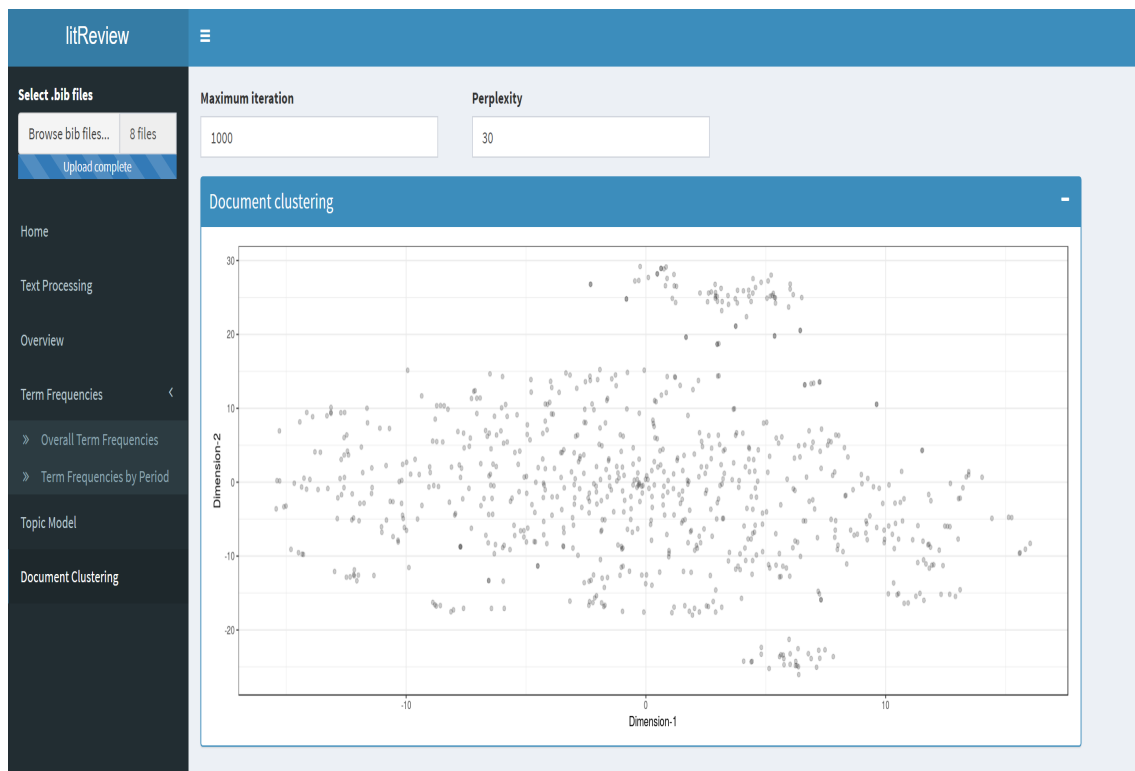 litReview
Select .bib files
Browse bib files... 8 files
Upload complete
Home
Text Processing
Overview
Term Frequencies
» Overall Term Frequencies
» Term Frequencies by Period
Topic Model
Document Clustering
Maximum iteration Perplexity
1000 30
Document clustering
30
20
10
0
-10
-20
Dimension-2
-10 0 10
Dimension-1